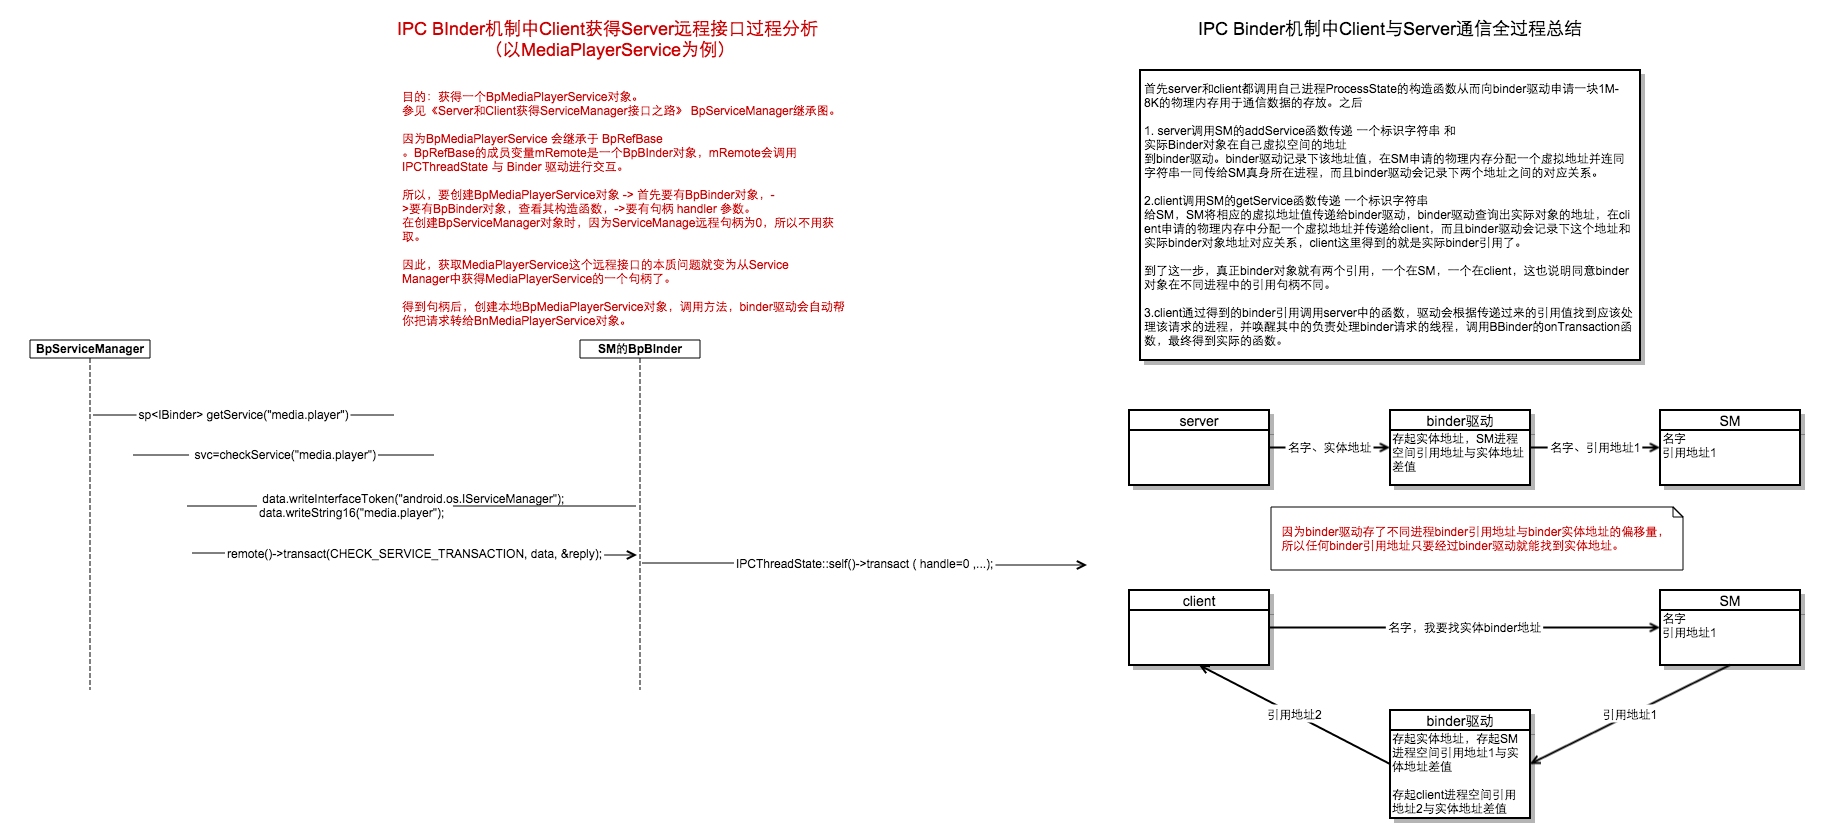 IPC BInder机制中Client获得Server远程接口过程分析
（以MediaPlayerService为例）
目的：获得一个BpMediaPlayerService对象。
参见《Server和Client获得ServiceManager接口之路》 BpServiceManager继承图。
因为BpMediaPlayerService 会继承于 BpRefBase
。BpRefBase的成员变量mRemote是一个BpBInder对象，mRemote会调用
IPCThreadState 与 Binder 驱动进行交互。
所以，要创建BpMediaPlayerService对象 -> 首先要有BpBinder对象，-
>要有BpBinder对象，查看其构造函数，->要有句柄 handler 参数。
在创建BpServiceManager对象时，因为ServiceManage远程句柄为0，所以不用获
取。
因此，获取MediaPlayerService这个远程接口的本质问题就变为从Service
Manager中获得MediaPlayerService的一个句柄了。
得到句柄后，创建本地BpMediaPlayerService对象，调用方法，binder驱动会自动帮
你把请求转给BnMediaPlayerService对象。
BpServiceManager
SM的BpBInder
sp<IBinder> getService("media.player")
svc=checkService("media.player")
data.writeInterfaceToken("android.os.IServiceManager");
data.writeString16("media.player");
remote()->transact(CHECK_SERVICE_TRANSACTION, data, &reply);
IPCThreadState::self()->transact ( handle=0 ,...);
IPC Binder机制中Client与Server通信全过程总结
首先server和client都调用自己进程ProcessState的构造函数从而向binder驱动申请一块1M-
8K的物理内存用于通信数据的存放。之后
1. server调用SM的addService函数传递 一个标识字符串 和
实际Binder对象在自己虚拟空间的地址
到binder驱动。binder驱动记录下该地址值，在SM申请的物理内存分配一个虚拟地址并连同
字符串一同传给SM真身所在进程，而且binder驱动会记录下两个地址之间的对应关系。
2.client调用SM的getService函数传递 一个标识字符串
给SM，SM将相应的虚拟地址值传递给binder驱动，binder驱动查询出实际对象的地址，在cli
ent申请的物理内存中分配一个虚拟地址并传递给client，而且binder驱动会记录下这个地址和
实际binder对象地址对应关系，client这里得到的就是实际binder引用了。
到了这一步，真正binder对象就有两个引用，一个在SM，一个在client，这也说明同意binder
对象在不同进程中的引用句柄不同。
3.client通过得到的binder引用调用server中的函数，驱动会根据传递过来的引用值找到应该处
理该请求的进程，并唤醒其中的负责处理binder请求的线程，调用BBinder的onTransaction函
数，最终得到实际的函数。
server
名字、实体地址
binder驱动
存起实体地址，SM进程
空间引用地址与实体地址
差值
名字、引用地址1
SM
名字
引用地址1
因为binder驱动存了不同进程binder引用地址与binder实体地址的偏移量，
所以任何binder引用地址只要经过binder驱动就能找到实体地址。
client
名字，我要找实体binder地址
SM
名字
引用地址1
引用地址2
引用地址1
binder驱动
存起实体地址，存起SM
进程空间引用地址1与实
体地址差值
存起client进程空间引用
地址2与实体地址差值